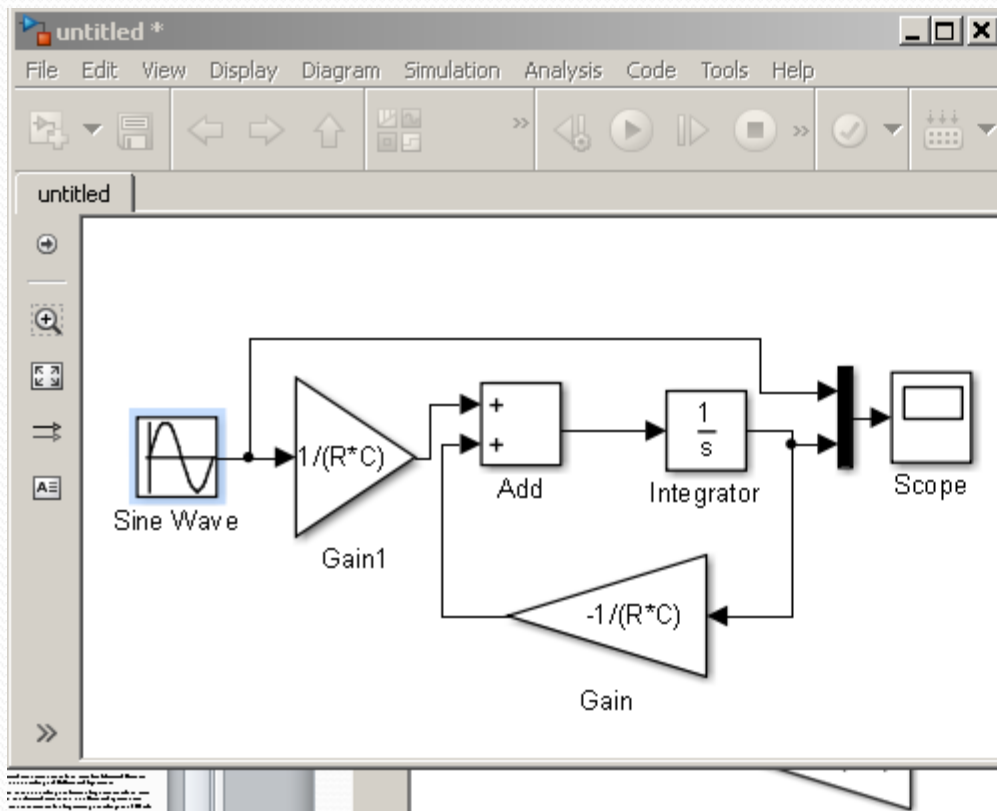 untitled *
File Edit View Display Diagram Simulation Analysis Code Tools Help
untitled
1/(R*C)
+
+
1
s
Sine Wave
Add
Integrator
Scope
Gain1
-1/(R*C)
Gain